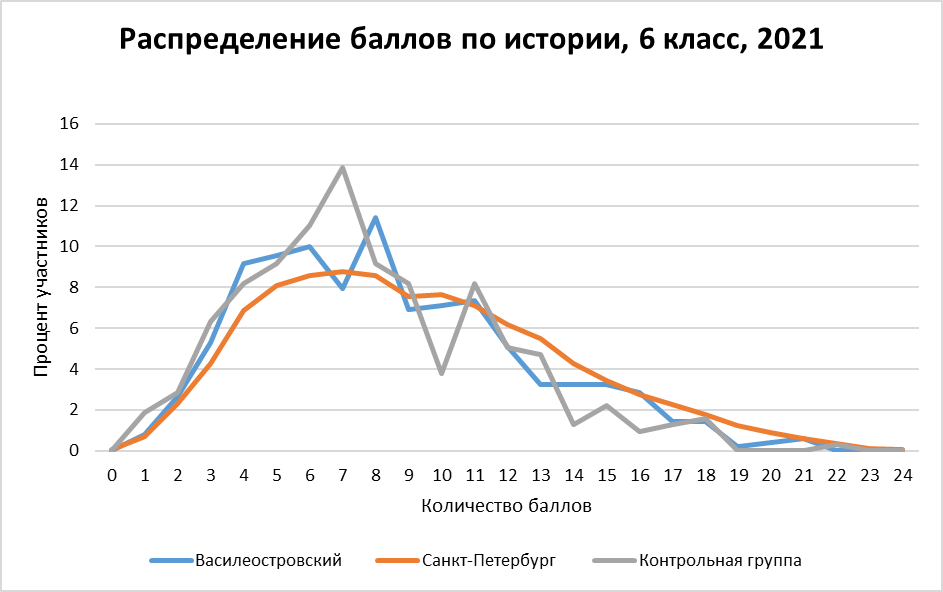 Распределение баллов по истории, 6 класс, 2021
Процент участников
16
14
12
10
8
6
4
2
0
0 1 2 3 4 5 6 7 8 9 10 11 12 13 14 15 16 17 18 19 20 21 22 23 24
Количество баллов
Василеостровский Санкт-Петербург Контрольная группа